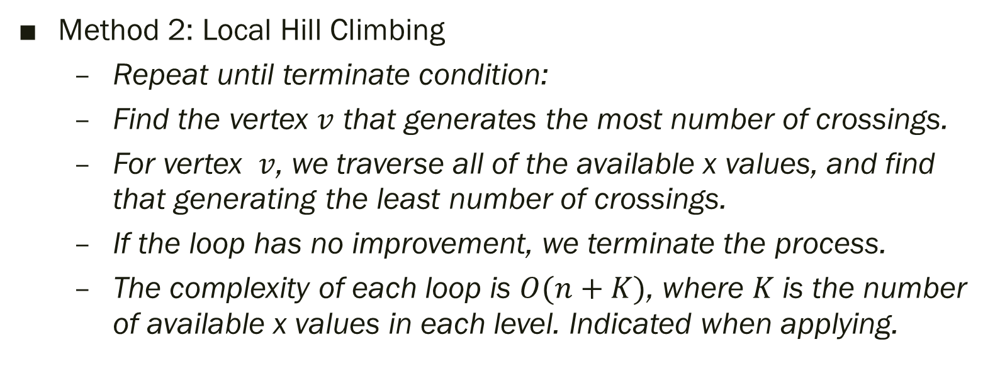 ■ Method 2: Local Hill Climbing
– Repeat until terminate condition:
– Find the vertex 𝑣 that generates the most number of crossings.
– For vertex 𝑣, we traverse all of the available x values, and find
that generating the least number of crossings.
– If the loop has no improvement, we terminate the process.
– The complexity of each loop is 𝑂(𝑛 + 𝐾), where 𝐾 is the number
of available x values in each level. Indicated when applying.